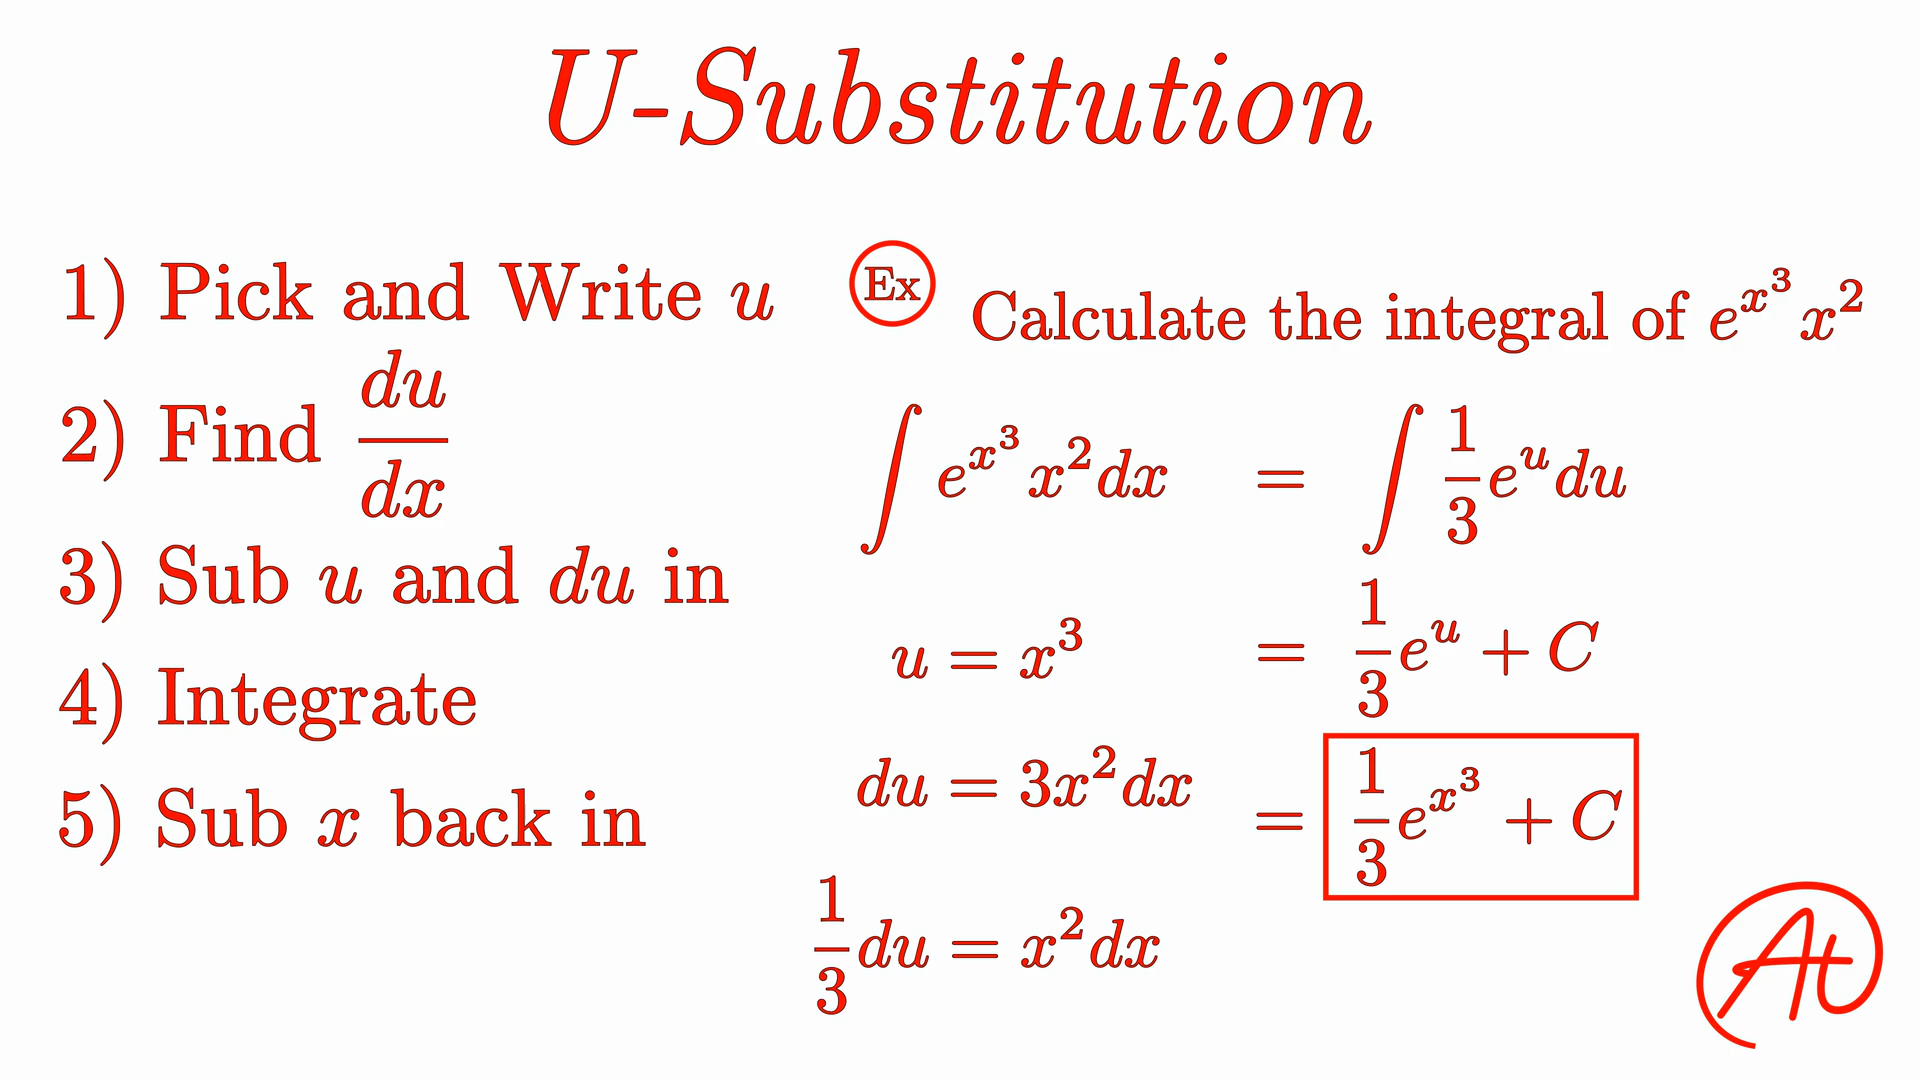 U-Substitution
1) Pick and Write u
2) Find du/dx
3) Sub u and du in
4) Integrate
5) Sub x back in
Ex Calculate the integral of e^{x^3} x^2
∫ e^{x^3} x^2 dx = ∫ 1/3 e^u du
u = x^3
= 1/3 e^u + C
du = 3x^2 dx
= 1/3 e^{x^3} + C
1/3 du = x^2 dx